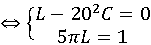 ⇔ { L − 20²C = 0
5πL = 1